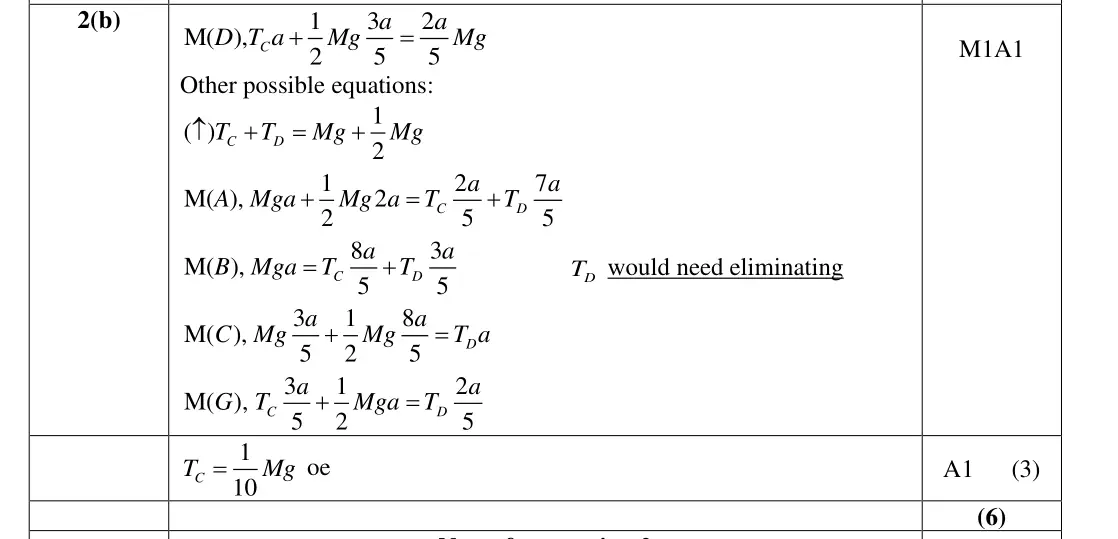 2(b)
M(D), T_C a + 1/2 Mg 3a/5 = 2a/5 Mg
M1A1
Other possible equations:
(↑)T_C + T_D = Mg + 1/2 Mg
M(A), Mga + 1/2 Mg 2a = T_C 2a/5 + T_D 7a/5
M(B), Mga = T_C 8a/5 + T_D 3a/5 T_D would need eliminating
M(C), Mg 3a/5 + 1/2 Mg 8a/5 = T_D a
M(G), T_C 3a/5 + 1/2 Mga = T_D 2a/5
T_C = 1/10 Mg oe A1 (3)
(6)